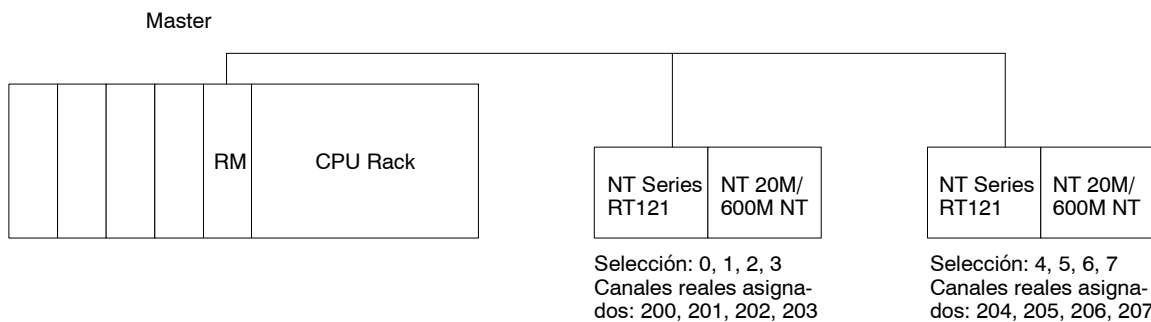 Master
RM
CPU Rack
NT Series
RT121
NT 20M/
600M NT
NT Series
RT121
NT 20M/
600M NT
Selección: 0, 1, 2, 3
Canales reales asigna-
dos: 200, 201, 202, 203
Selección: 4, 5, 6, 7
Canales reales asigna-
dos: 204, 205, 206, 207